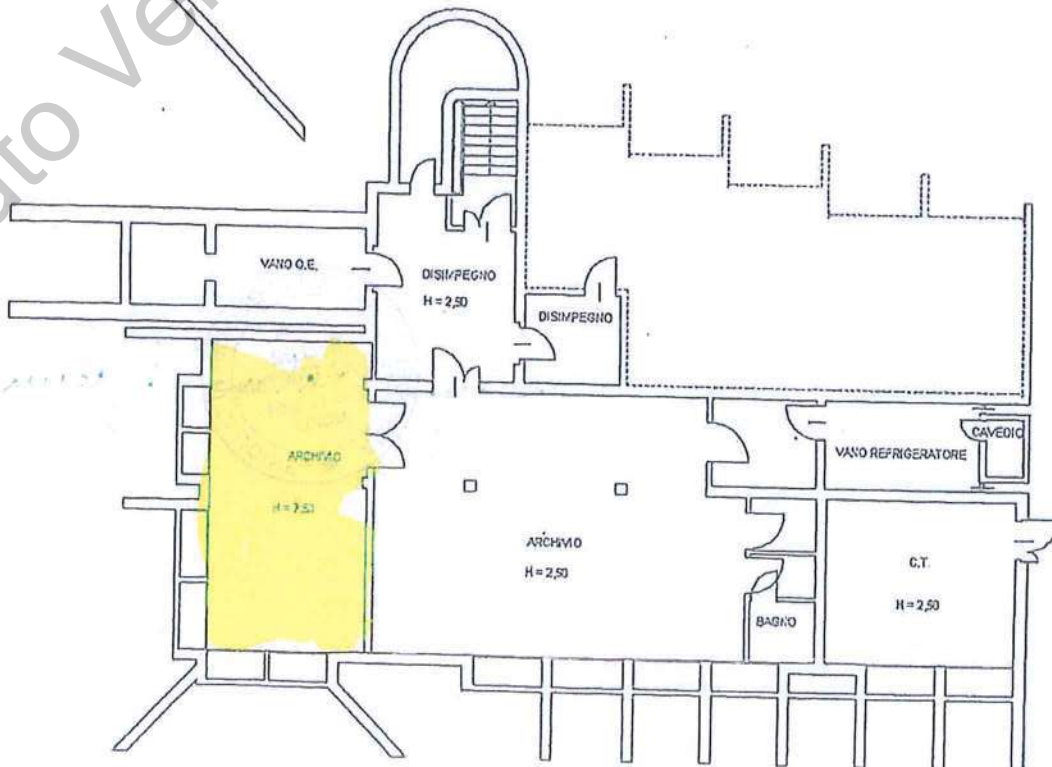 VANO Q.E.
DISIMPEGNO
H = 2,50
DISIMPEGNO
ARCHIVIO
ARCHIVIO
H = 2,50
VANO REFRIGERATORE
CAVEDIO
C.T.
H = 2,50
BAGNO